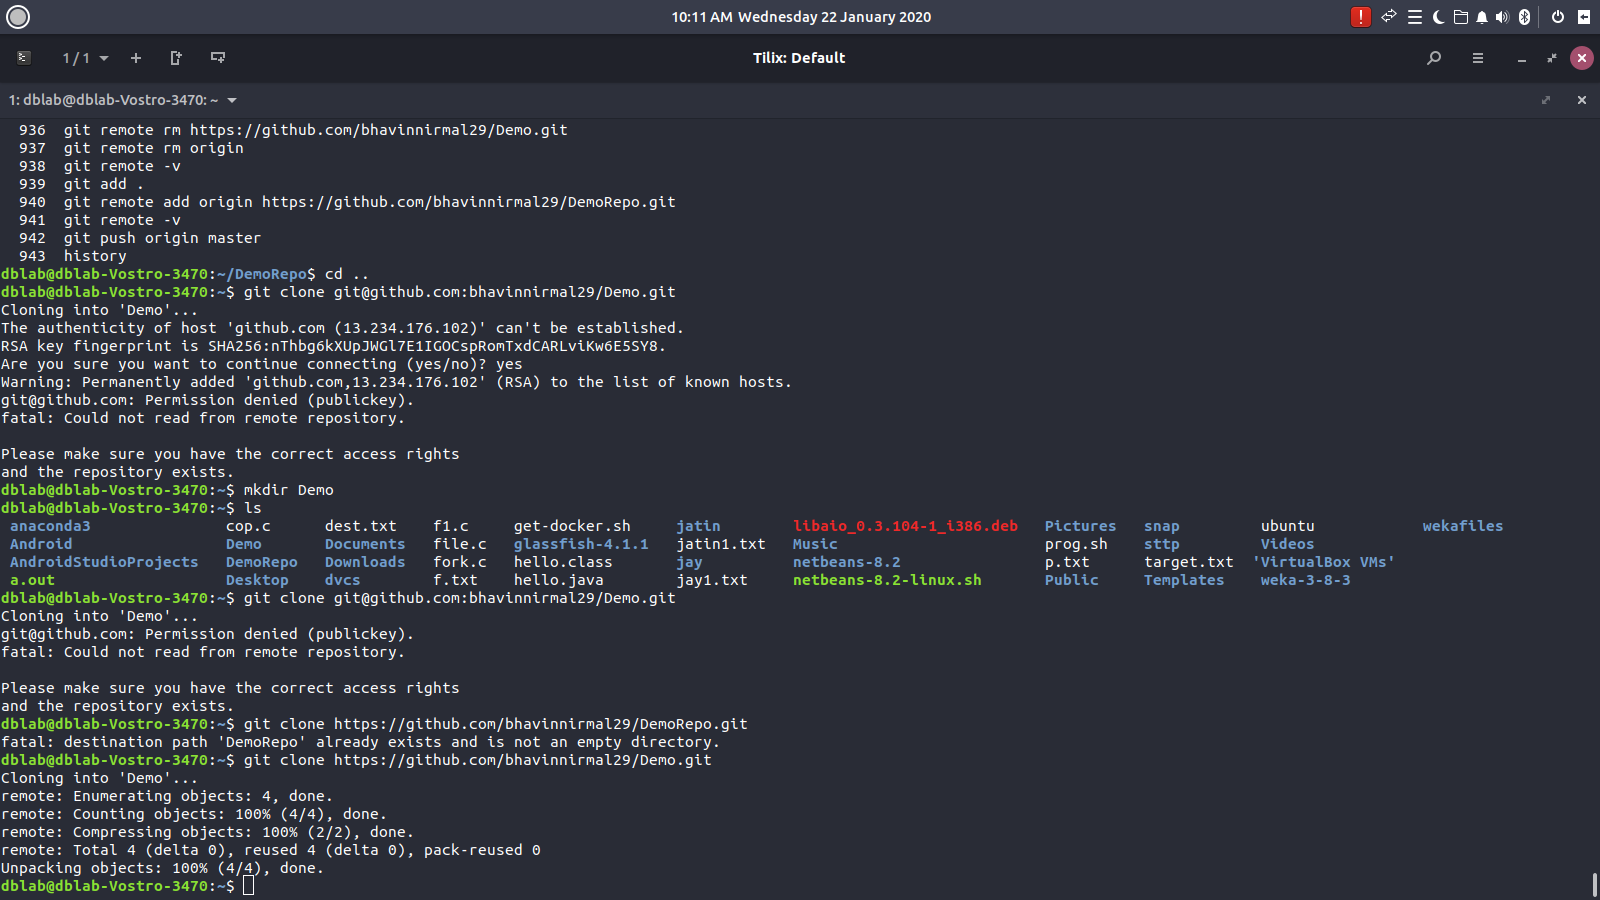 10:11 AM Wednesday 22 January 2020
1 / 1
Tilix: Default
1: dblab@dblab-Vostro-3470: ~
936  git remote rm https://github.com/bhavinnirmal29/Demo.git
937  git remote rm origin
938  git remote -v
939  git add .
940  git remote add origin https://github.com/bhavinnirmal29/DemoRepo.git
941  git remote -v
942  git push origin master
943  history
dblab@dblab-Vostro-3470:~/DemoRepo$ cd ..
dblab@dblab-Vostro-3470:~$ git clone git@github.com:bhavinnirmal29/Demo.git
Cloning into 'Demo'...
The authenticity of host 'github.com (13.234.176.102)' can't be established.
RSA key fingerprint is SHA256:nThbg6kXUpJWGl7E1IGOCspRomTxdCARLviKw6E5SY8.
Are you sure you want to continue connecting (yes/no)? yes
Warning: Permanently added 'github.com,13.234.176.102' (RSA) to the list of known hosts.
git@github.com: Permission denied (publickey).
fatal: Could not read from remote repository.
Please make sure you have the correct access rights
and the repository exists.
dblab@dblab-Vostro-3470:~$ mkdir Demo
dblab@dblab-Vostro-3470:~$ ls
anaconda3  cop.c  dest.txt  f1.c  get-docker.sh  jatin  libaio_0.3.104-1_i386.deb  Pictures  snap  ubuntu  wekafiles
Android  Demo  Documents  file.c  glassfish-4.1.1  jatin1.txt  Music  prog.sh  sttp  Videos
AndroidStudioProjects  DemoRepo  Downloads  fork.c  hello.class  jay  netbeans-8.2  p.txt  target.txt  'VirtualBox VMs'
a.out  Desktop  dvcs  f.txt  hello.java  jay1.txt  netbeans-8.2-linux.sh  Public  Templates  weka-3-8-3
dblab@dblab-Vostro-3470:~$ git clone git@github.com:bhavinnirmal29/Demo.git
Cloning into 'Demo'...
git@github.com: Permission denied (publickey).
fatal: Could not read from remote repository.
Please make sure you have the correct access rights
and the repository exists.
dblab@dblab-Vostro-3470:~$ git clone https://github.com/bhavinnirmal29/DemoRepo.git
fatal: destination path 'DemoRepo' already exists and is not an empty directory.
dblab@dblab-Vostro-3470:~$ git clone https://github.com/bhavinnirmal29/Demo.git
Cloning into 'Demo'...
remote: Enumerating objects: 4, done.
remote: Counting objects: 100% (4/4), done.
remote: Compressing objects: 100% (2/2), done.
remote: Total 4 (delta 0), reused 4 (delta 0), pack-reused 0
Unpacking objects: 100% (4/4), done.
dblab@dblab-Vostro-3470:~$